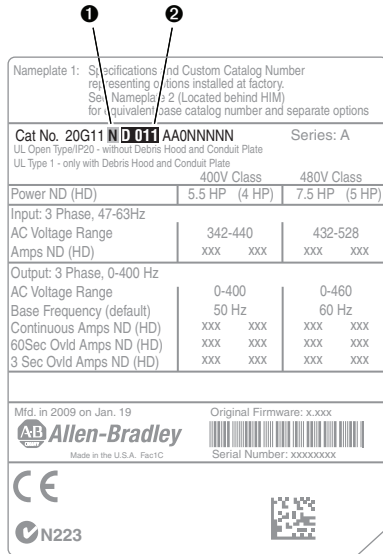 ❶ ❷
Nameplate 1: Specifications and Custom Catalog Number
representing options installed at factory.
See Nameplate 2 (Located behind HIM)
for equivalent base catalog number and separate options
Cat No. 20G11 N D 011 AA0NNNNN Series: A
UL Open Type/IP20 - without Debris Hood and Conduit Plate
UL Type 1 - only with Debris Hood and Conduit Plate
400V Class 480V Class
Power ND (HD) 5.5 HP (4 HP) 7.5 HP (5 HP)
Input: 3 Phase, 47-63Hz
AC Voltage Range 342-440 432-528
Amps ND (HD) xxx xxx xxx xxx
Output: 3 Phase, 0-400 Hz
AC Voltage Range 0-400 0-460
Base Frequency (default) 50 Hz 60 Hz
Continuous Amps ND (HD) xxx xxx xxx xxx
60Sec Ovld Amps ND (HD) xxx xxx xxx xxx
3 Sec Ovld Amps ND (HD) xxx xxx xxx xxx
Mfd. in 2009 on Jan. 19 Original Firmware: x.xxx
AB Allen-Bradley
Made in the U.S.A. Fac1C Serial Number: xxxxxxxx
CE
N223